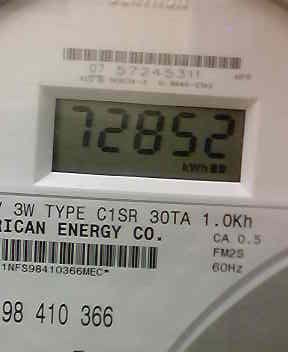 07 57245311
72852
kWh
V 3W TYPE C1SR 30TA 1.0Kh
RICAN ENERGY CO.
CA 0.5
FM2S
60Hz
1NFS98410366MEC*
98 410 366